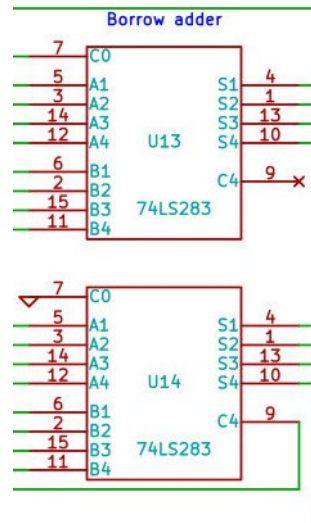 Borrow adder
7 C0
5 A1 S1 4
3 A2 S2 1
14 A3 S3 13
12 A4 U13 S4 10
6 B1 C4 9
2 B2
15 B3 74LS283
11 B4
7 C0
5 A1 S1 4
3 A2 S2 1
14 A3 S3 13
12 A4 U14 S4 10
6 B1 C4 9
2 B2
15 B3 74LS283
11 B4